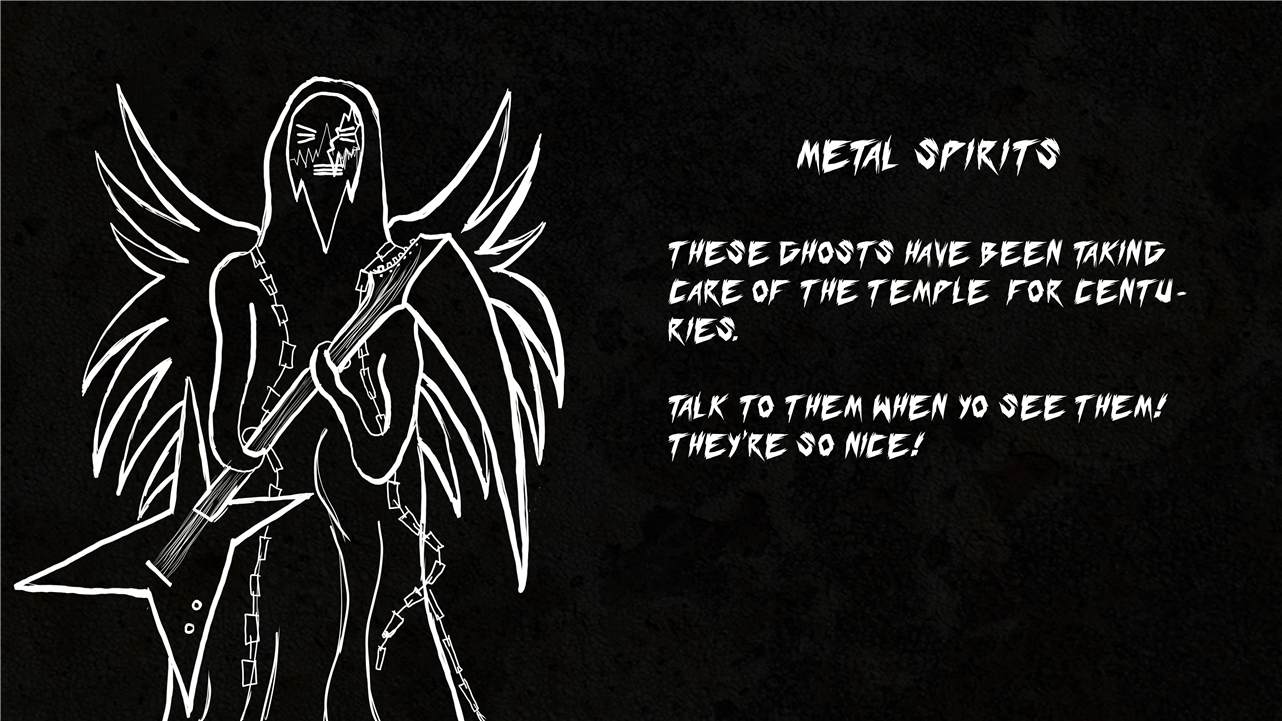 METAL SPIRITS
THESE GHOSTS HAVE BEEN TAKING
CARE OF THE TEMPLE FOR CENTU-
RIES.
TALK TO THEM WHEN YO SEE THEM!
THEY'RE SO NICE!